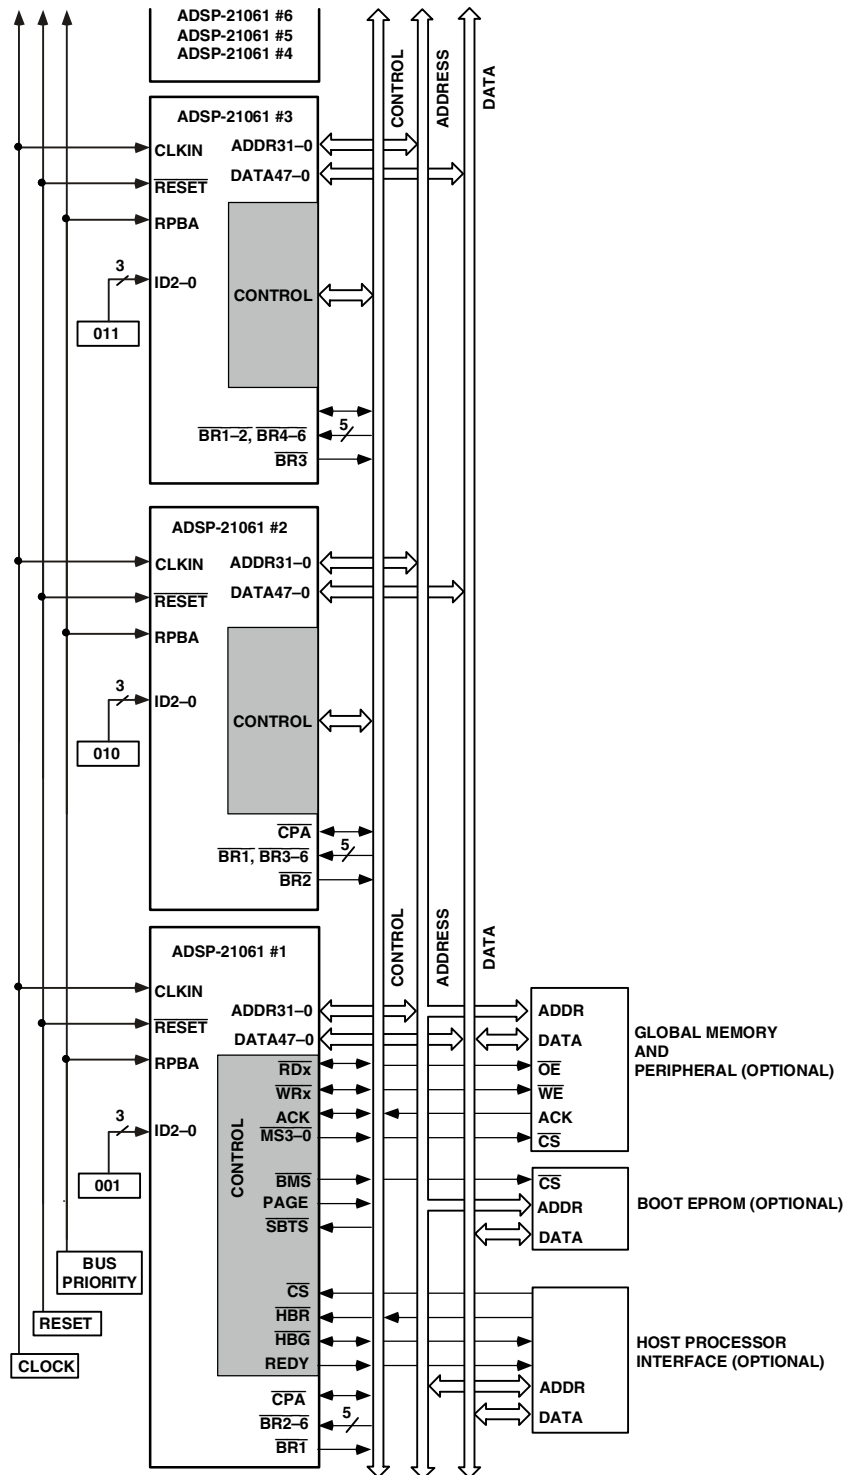 ADSP-21061 #6
ADSP-21061 #5
ADSP-21061 #4
CONTROL
ADDRESS
DATA
ADSP-21061 #3
CLKIN
ADDR31–0
RESET
DATA47–0
RPBA
3
ID2–0
CONTROL
011
BR1–2, BR4–6
5
BR3
ADSP-21061 #2
CLKIN
ADDR31–0
RESET
DATA47–0
RPBA
3
ID2–0
CONTROL
010
CPA
BR1, BR3–6
5
BR2
CONTROL
ADDRESS
DATA
ADSP-21061 #1
CLKIN
ADDR31–0
RESET
DATA47–0
RPBA
3
ID2–0
001
CONTROL
RDx
WRx
ACK
MS3–0
BMS
PAGE
SBTS
CS
HBR
HBG
REDY
CPA
BR2–6
5
BR1
ADDR
DATA
OE
WE
ACK
CS
GLOBAL MEMORY
AND
PERIPHERAL (OPTIONAL)
CS
ADDR
DATA
BOOT EPROM (OPTIONAL)
ADDR
DATA
HOST PROCESSOR
INTERFACE (OPTIONAL)
BUS
PRIORITY
RESET
CLOCK